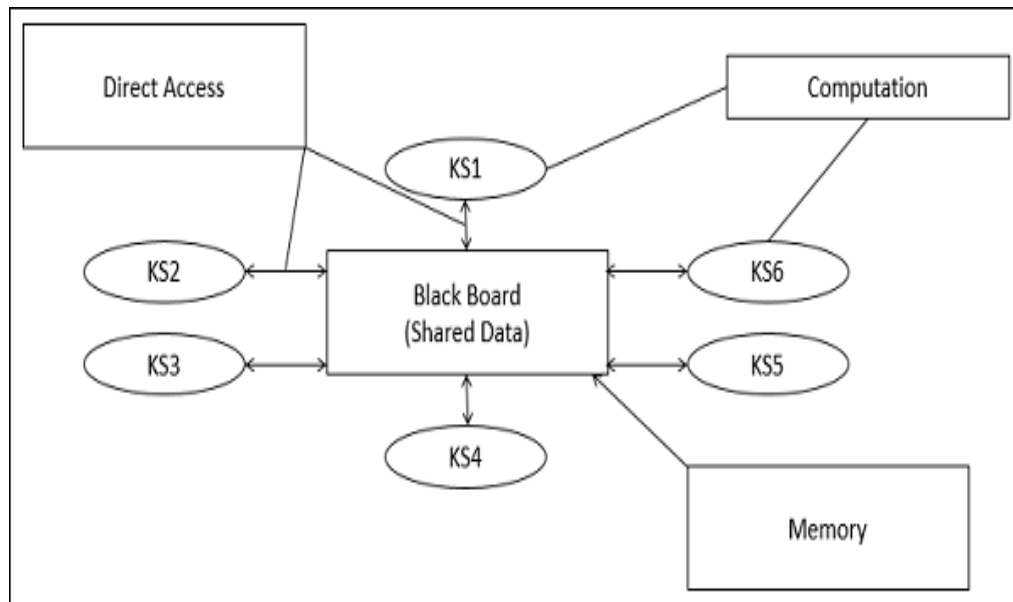 Direct Access
Computation
KS1
KS2
KS6
Black Board
(Shared Data)
KS3
KS5
KS4
Memory